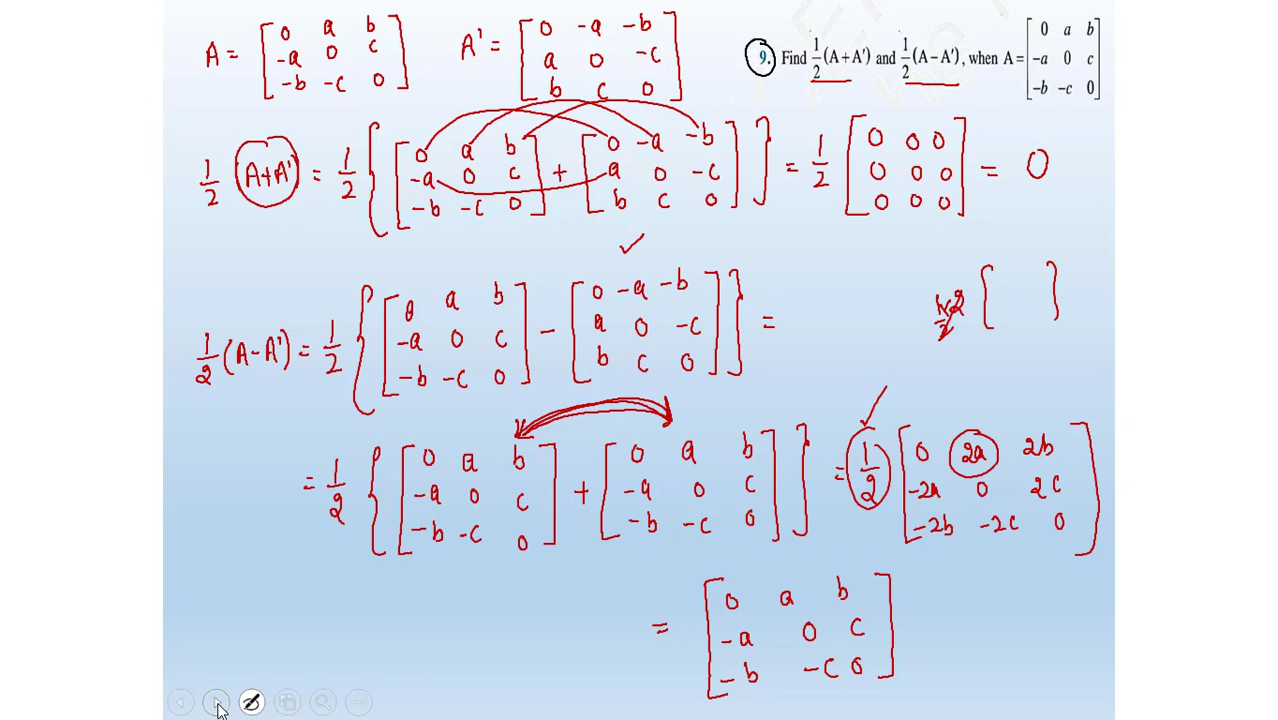 A = [ 0 a b ; -a 0 c ; -b -c 0 ]   A' = [ 0 -a -b ; a 0 -c ; b c 0 ]
9. Find 1/2 (A+A') and 1/2 (A-A'), when A = [ 0 a b ; -a 0 c ; -b -c 0 ]
1/2 (A+A') = 1/2 { [ 0 a b ; -a 0 c ; -b -c 0 ] + [ 0 -a -b ; a 0 -c ; b c 0 ] } = 1/2 [ 0 0 0 ; 0 0 0 ; 0 0 0 ] = 0
1/2 (A-A') = 1/2 { [ 0 a b ; -a 0 c ; -b -c 0 ] - [ 0 -a -b ; a 0 -c ; b c 0 ] } =
= 1/2 { [ 0 a b ; -a 0 c ; -b -c 0 ] + [ 0 a b ; -a 0 c ; -b -c 0 ] } = 1/2 [ 0 2a 2b ; -2a 0 2c ; -2b -2c 0 ]
= [ 0 a b ; -a 0 c ; -b -c 0 ]